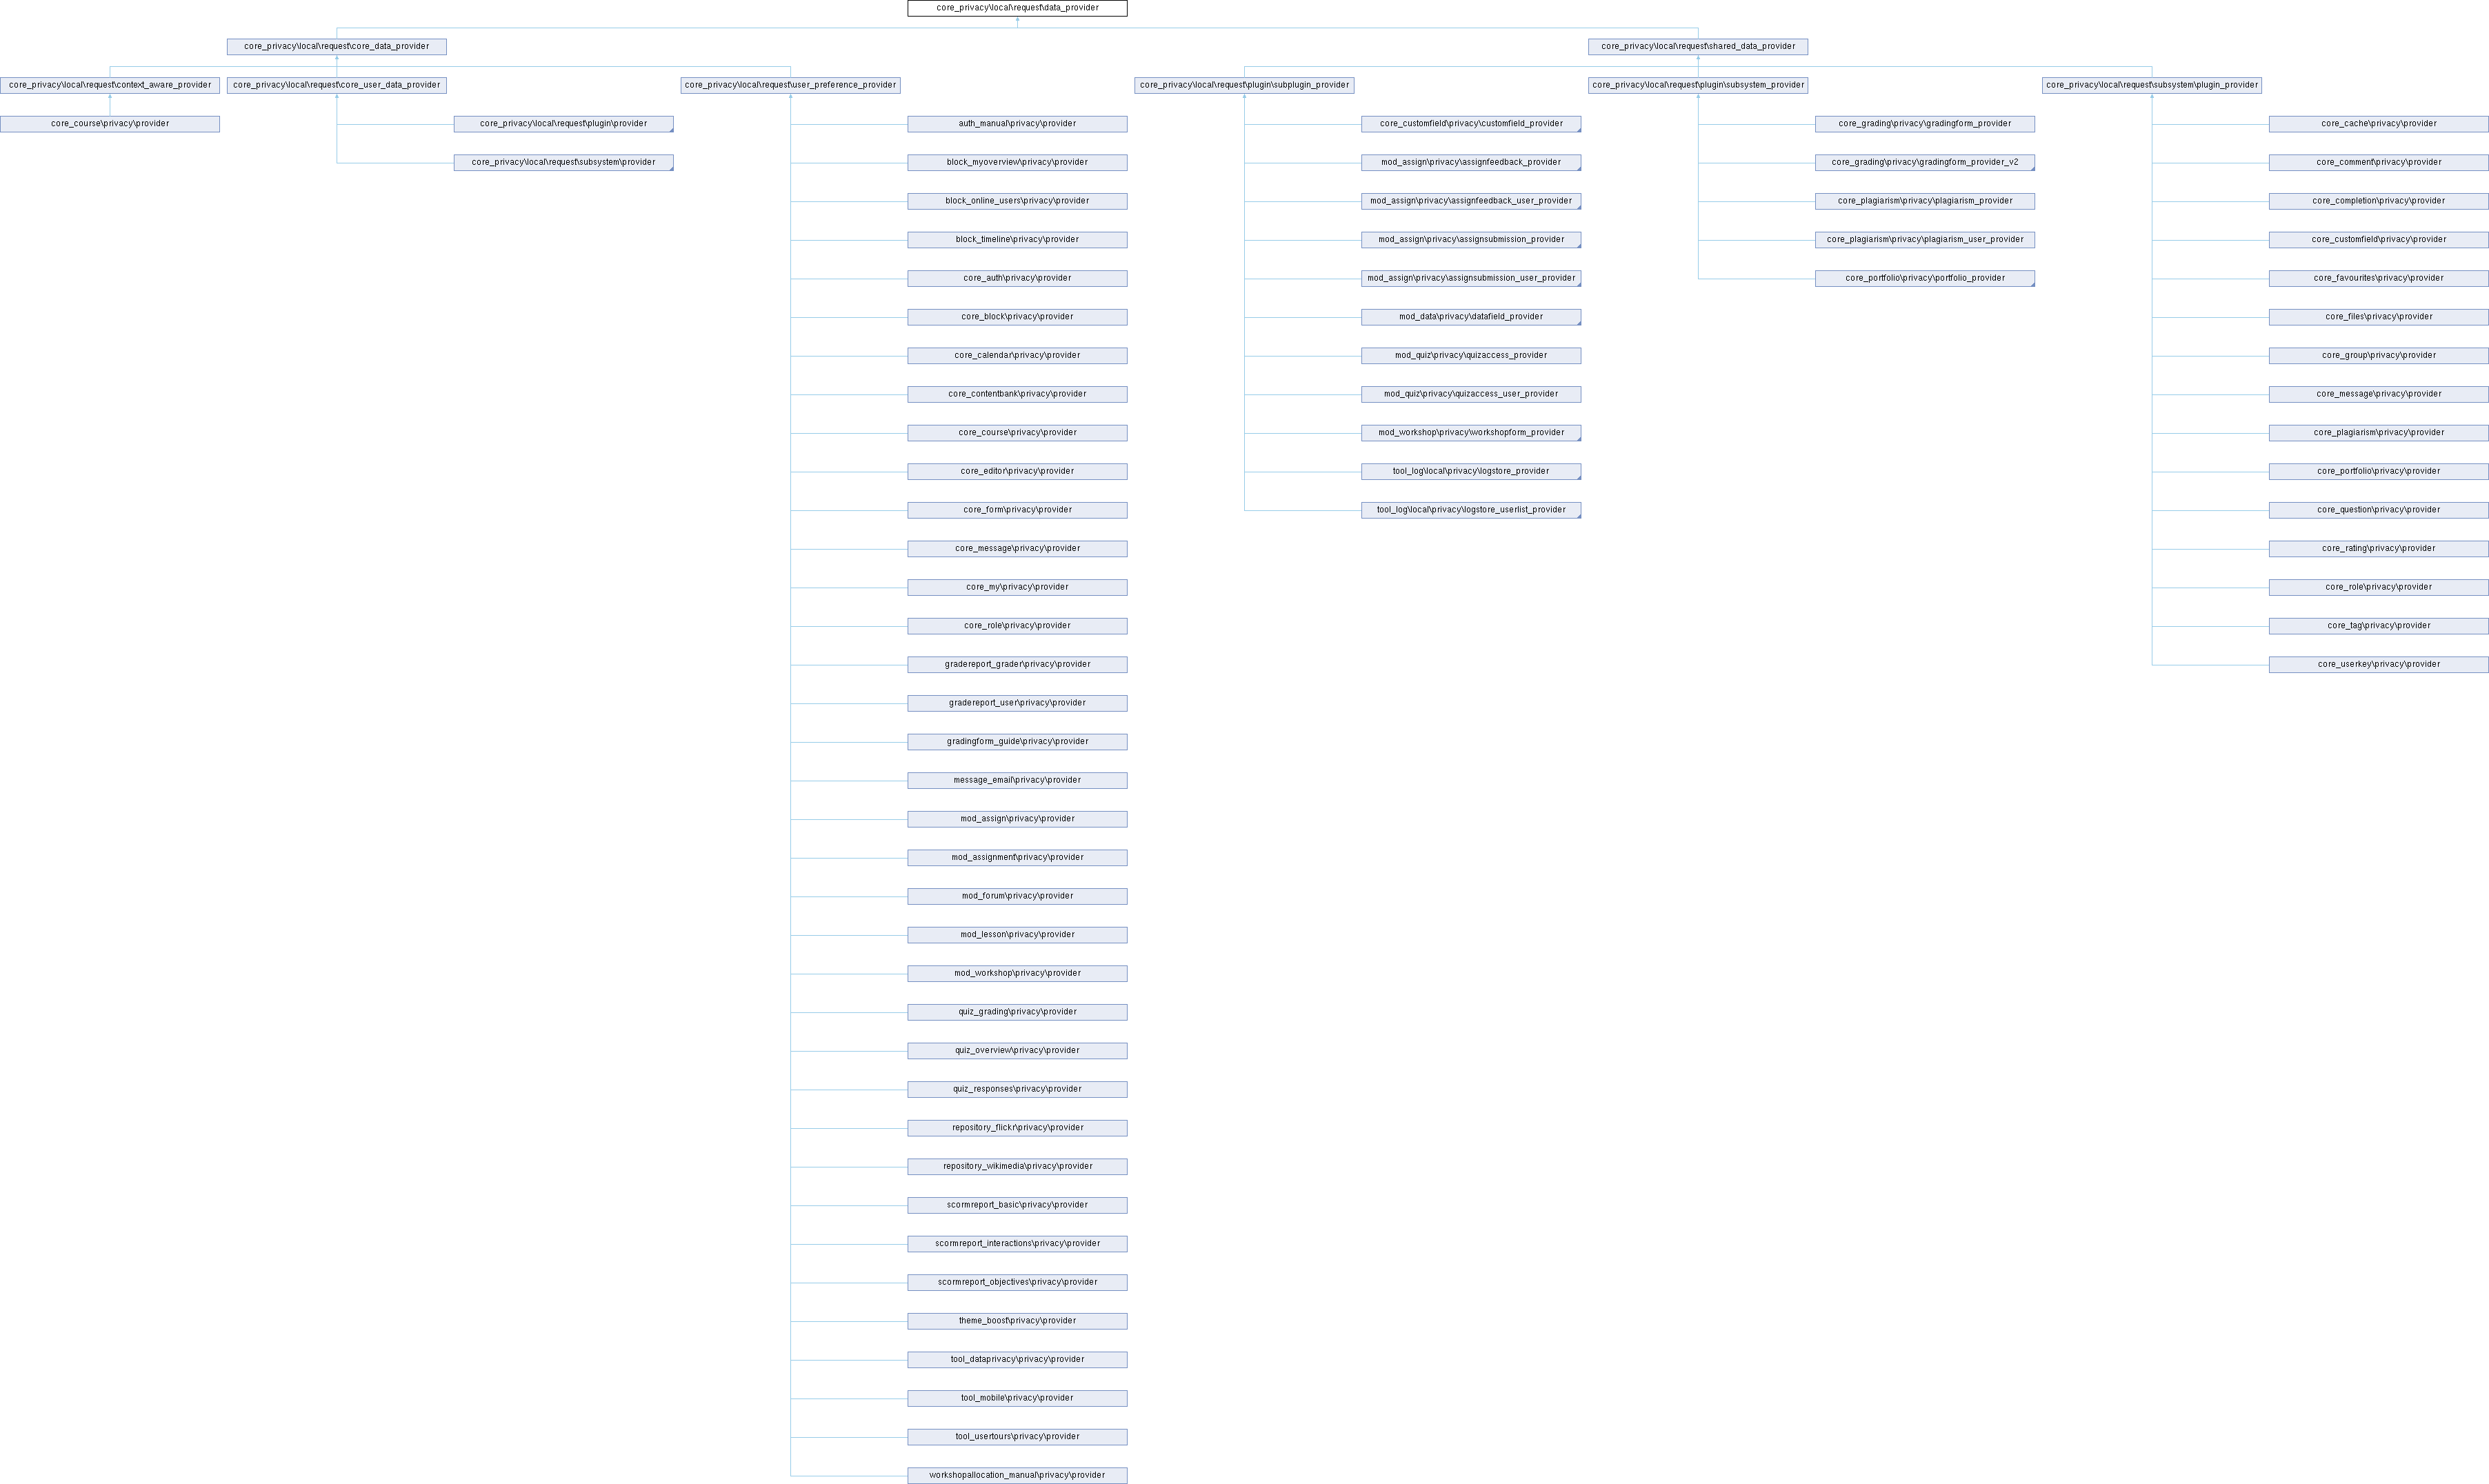 core_privacy\local\request\data_provider
core_privacy\local\request\core_data_provider
core_privacy\local\request\shared_data_provider
core_privacy\local\request\context_aware_provider
core_privacy\local\request\core_user_data_provider
core_privacy\local\request\user_preference_provider
core_privacy\local\request\plugin\subplugin_provider
core_privacy\local\request\plugin\subsystem_provider
core_privacy\local\request\subsystem\plugin_provider
core_course\privacy\provider
core_privacy\local\request\plugin\provider
core_privacy\local\request\subsystem\provider
auth_manual\privacy\provider
block_myoverview\privacy\provider
block_online_users\privacy\provider
block_timeline\privacy\provider
core_auth\privacy\provider
core_block\privacy\provider
core_calendar\privacy\provider
core_contentbank\privacy\provider
core_course\privacy\provider
core_editor\privacy\provider
core_form\privacy\provider
core_message\privacy\provider
core_my\privacy\provider
core_role\privacy\provider
gradereport_grader\privacy\provider
gradereport_user\privacy\provider
gradingform_guide\privacy\provider
message_email\privacy\provider
mod_assign\privacy\provider
mod_assignment\privacy\provider
mod_forum\privacy\provider
mod_lesson\privacy\provider
mod_workshop\privacy\provider
quiz_grading\privacy\provider
quiz_overview\privacy\provider
quiz_responses\privacy\provider
repository_flickr\privacy\provider
repository_wikimedia\privacy\provider
scormreport_basic\privacy\provider
scormreport_interactions\privacy\provider
scormreport_objectives\privacy\provider
theme_boost\privacy\provider
tool_dataprivacy\privacy\provider
tool_mobile\privacy\provider
tool_usertours\privacy\provider
workshopallocation_manual\privacy\provider
core_customfield\privacy\customfield_provider
mod_assign\privacy\assignfeedback_provider
mod_assign\privacy\assignfeedback_user_provider
mod_assign\privacy\assignsubmission_provider
mod_assign\privacy\assignsubmission_user_provider
mod_data\privacy\datafield_provider
mod_quiz\privacy\quizaccess_provider
mod_quiz\privacy\quizaccess_user_provider
mod_workshop\privacy\workshopform_provider
tool_log\local\privacy\logstore_provider
tool_log\local\privacy\logstore_userlist_provider
core_grading\privacy\gradingform_provider
core_grading\privacy\gradingform_provider_v2
core_plagiarism\privacy\plagiarism_provider
core_plagiarism\privacy\plagiarism_user_provider
core_portfolio\privacy\portfolio_provider
core_cache\privacy\provider
core_comment\privacy\provider
core_completion\privacy\provider
core_customfield\privacy\provider
core_favourites\privacy\provider
core_files\privacy\provider
core_group\privacy\provider
core_message\privacy\provider
core_plagiarism\privacy\provider
core_portfolio\privacy\provider
core_question\privacy\provider
core_rating\privacy\provider
core_role\privacy\provider
core_tag\privacy\provider
core_userkey\privacy\provider